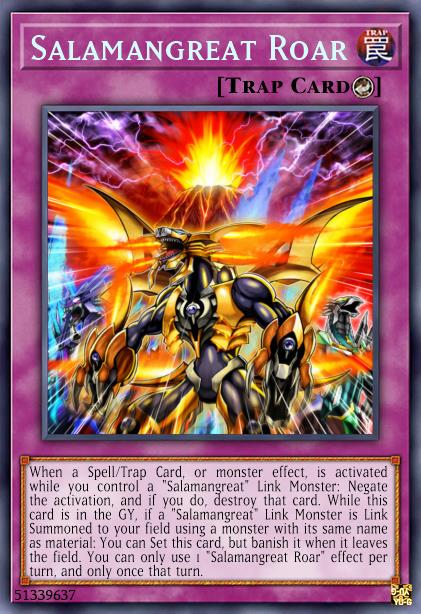 SALAMANGREAT ROAR
TRAP
罠
[TRAP CARD]
When a Spell/Trap Card, or monster effect, is activated
while you control a "Salamangreat" Link Monster: Negate
the activation, and if you do, destroy that card. While this
card is in the GY, if a "Salamangreat" Link Monster is Link
Summoned to your field using a monster with its same name
as material: You can Set this card, but banish it when it leaves
the field. You can only use 1 "Salamangreat Roar" effect per
turn, and only once that turn.
51339637